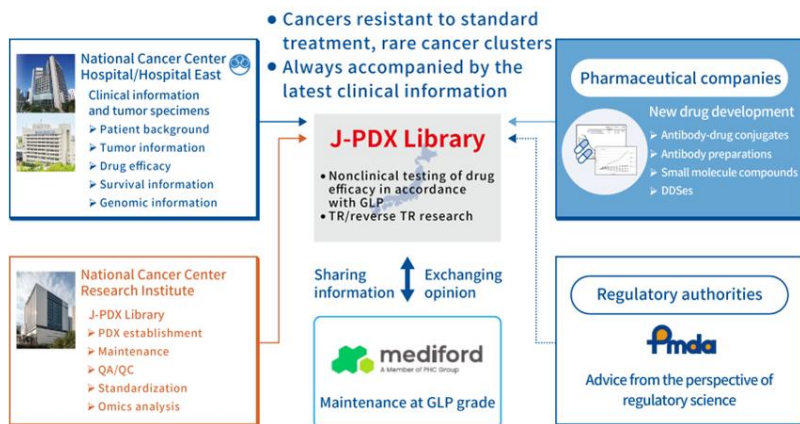 ● Cancers resistant to standard
treatment, rare cancer clusters
● Always accompanied by the
latest clinical information
National Cancer Center
Hospital/Hospital East
Clinical information
and tumor specimens
➢ Patient background
➢ Tumor information
➢ Drug efficacy
➢ Survival information
➢ Genomic information
J-PDX Library
● Nonclinical testing of drug
efficacy in accordance
with GLP
● TR/reverse TR research
Pharmaceutical companies
New drug development
➢ Antibody-drug conjugates
➢ Antibody preparations
➢ Small molecule compounds
➢ DDSes
National Cancer Center
Research Institute
J-PDX Library
➢ PDX establishment
➢ Maintenance
➢ QA/QC
➢ Standardization
➢ Omics analysis
Sharing
information
Exchanging
opinion
mediford
A Member of PHC Group
Maintenance at GLP grade
Regulatory authorities
Pmda
Advice from the perspective of
regulatory science